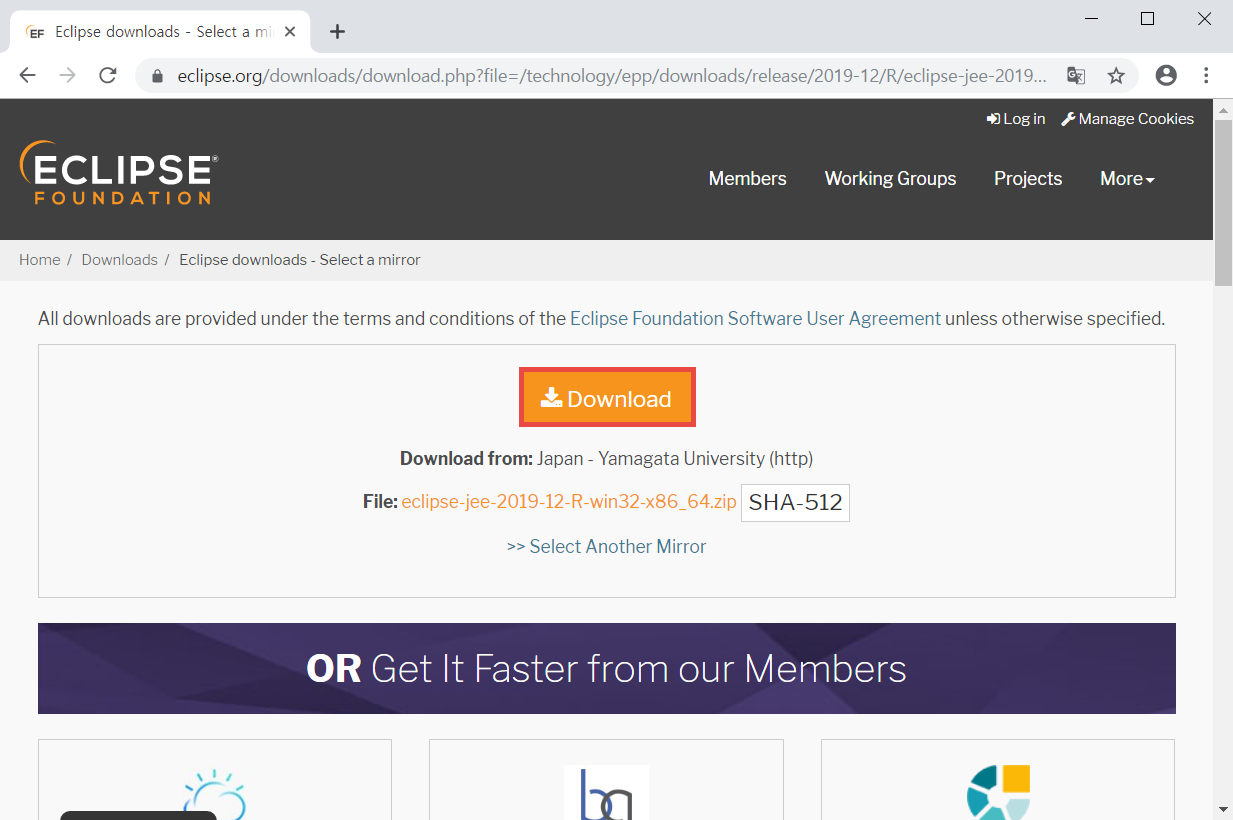 EF Eclipse downloads - Select a mi
eclipse.org/downloads/download.php?file=/technology/epp/downloads/release/2019-12/R/eclipse-jee-2019...
Log in Manage Cookies
ECLIPSE®
FOUNDATION
Members Working Groups Projects More
Home / Downloads / Eclipse downloads - Select a mirror
All downloads are provided under the terms and conditions of the Eclipse Foundation Software User Agreement unless otherwise specified.
Download
Download from: Japan - Yamagata University (http)
File: eclipse-jee-2019-12-R-win32-x86_64.zip SHA-512
>> Select Another Mirror
OR Get It Faster from our Members